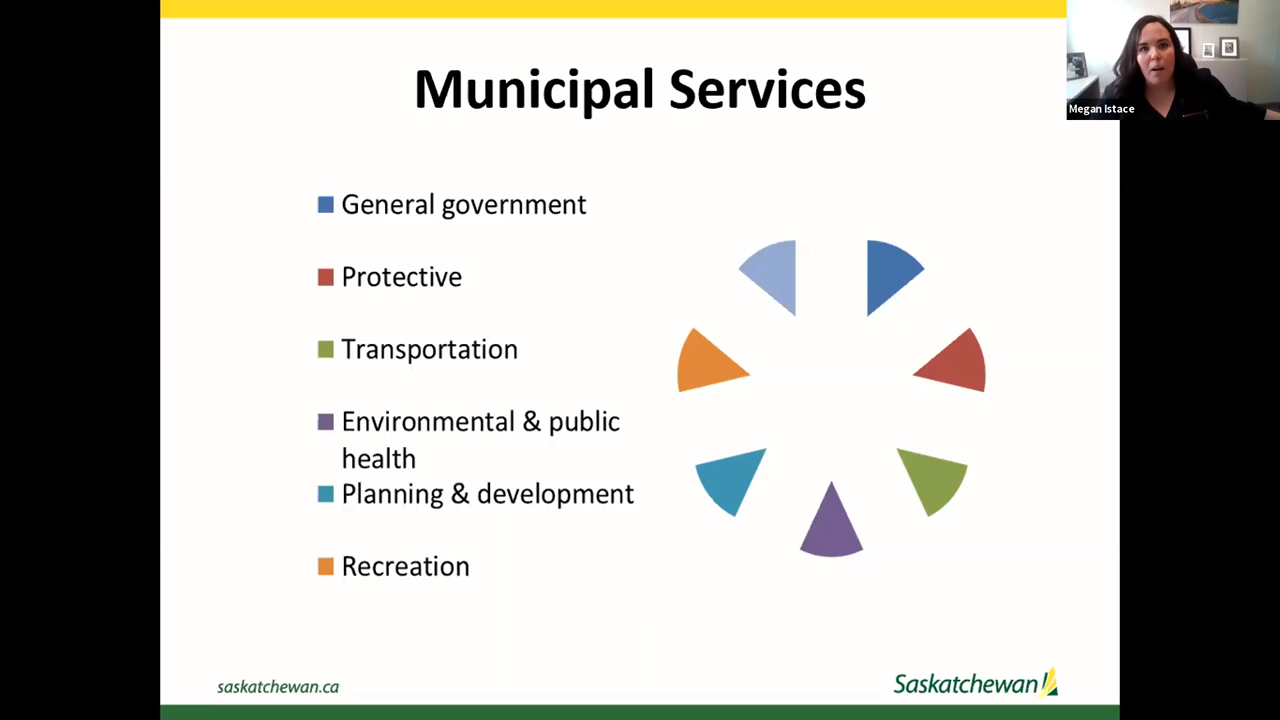 Municipal Services
Megan Istace
General government
Protective
Transportation
Environmental & public
health
Planning & development
Recreation
saskatchewan.ca
Saskatchewan